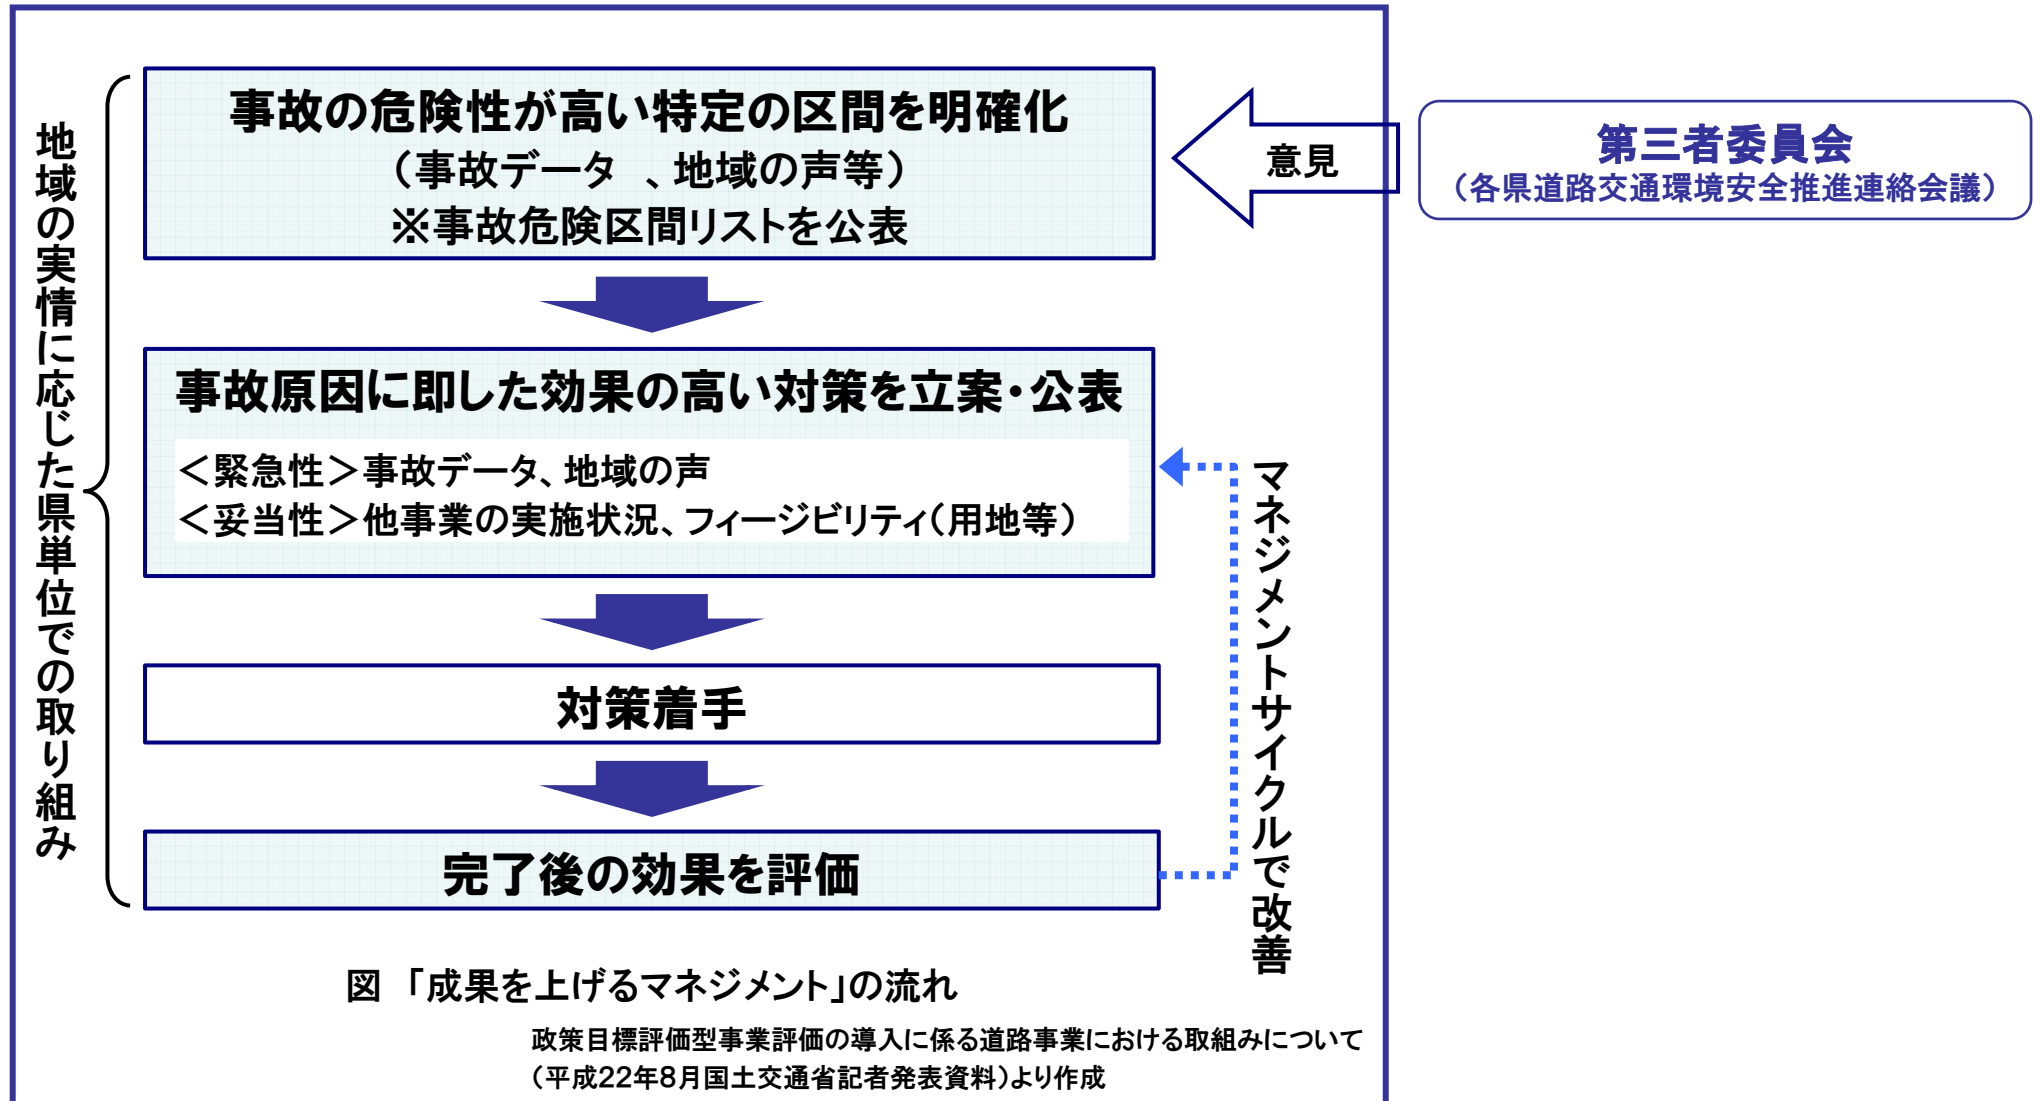 地域の実情に応じた県単位での取り組み
事故の危険性が高い特定の区間を明確化
（事故データ　、地域の声等）
※事故危険区間リストを公表
意見
第三者委員会
（各県道路交通環境安全推進連絡会議）
事故原因に即した効果の高い対策を立案・公表
＜緊急性＞事故データ、地域の声
＜妥当性＞他事業の実施状況、フィージビリティ（用地等）
対策着手
完了後の効果を評価
マネジメントサイクルで改善
図　「成果を上げるマネジメント」の流れ
政策目標評価型事業評価の導入に係る道路事業における取組みについて
（平成22年8月国土交通省記者発表資料）より作成